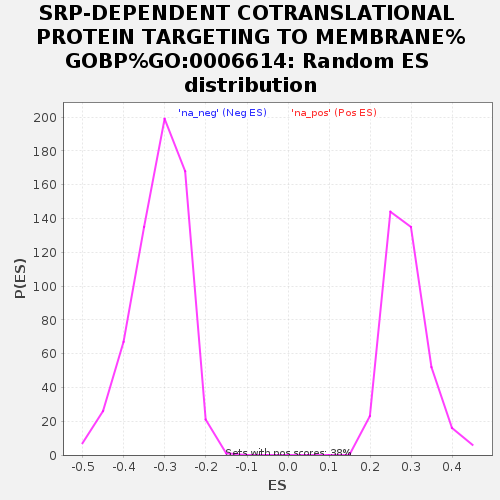 SRP-DEPENDENT COTRANSLATIONAL
PROTEIN TARGETING TO MEMBRANE%
GOBP%GO:0006614: Random ES
distribution
'na_neg' (Neg ES) 'na_pos' (Pos ES)
P(ES)
200
180
160
140
120
100
80
60
40
20
0
Sets with pos scores: 38%
-0.5 -0.4 -0.3 -0.2 -0.1 0.0 0.1 0.2 0.3 0.4
ES